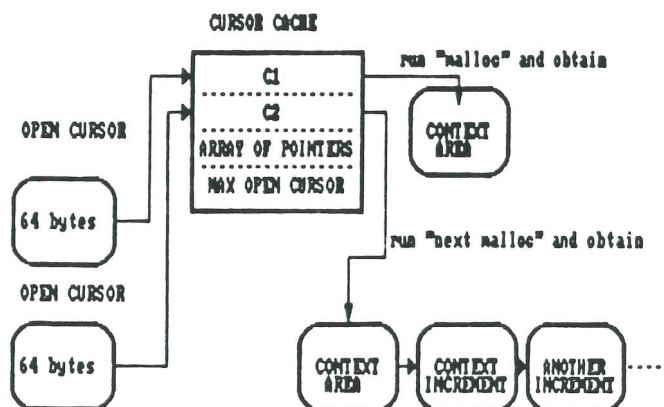 CURSOR CACHE
run "malloc" and obtain
C1
C2
ARRAY OF POINTERS
MAX OPEN CURSOR
CONTEXT
AREA
OPEN CURSOR
64 bytes
run "next malloc" and obtain
OPEN CURSOR
64 bytes
CONTEXT
AREA
CONTEXT
INCREMENT
ANOTHER
INCREMENT